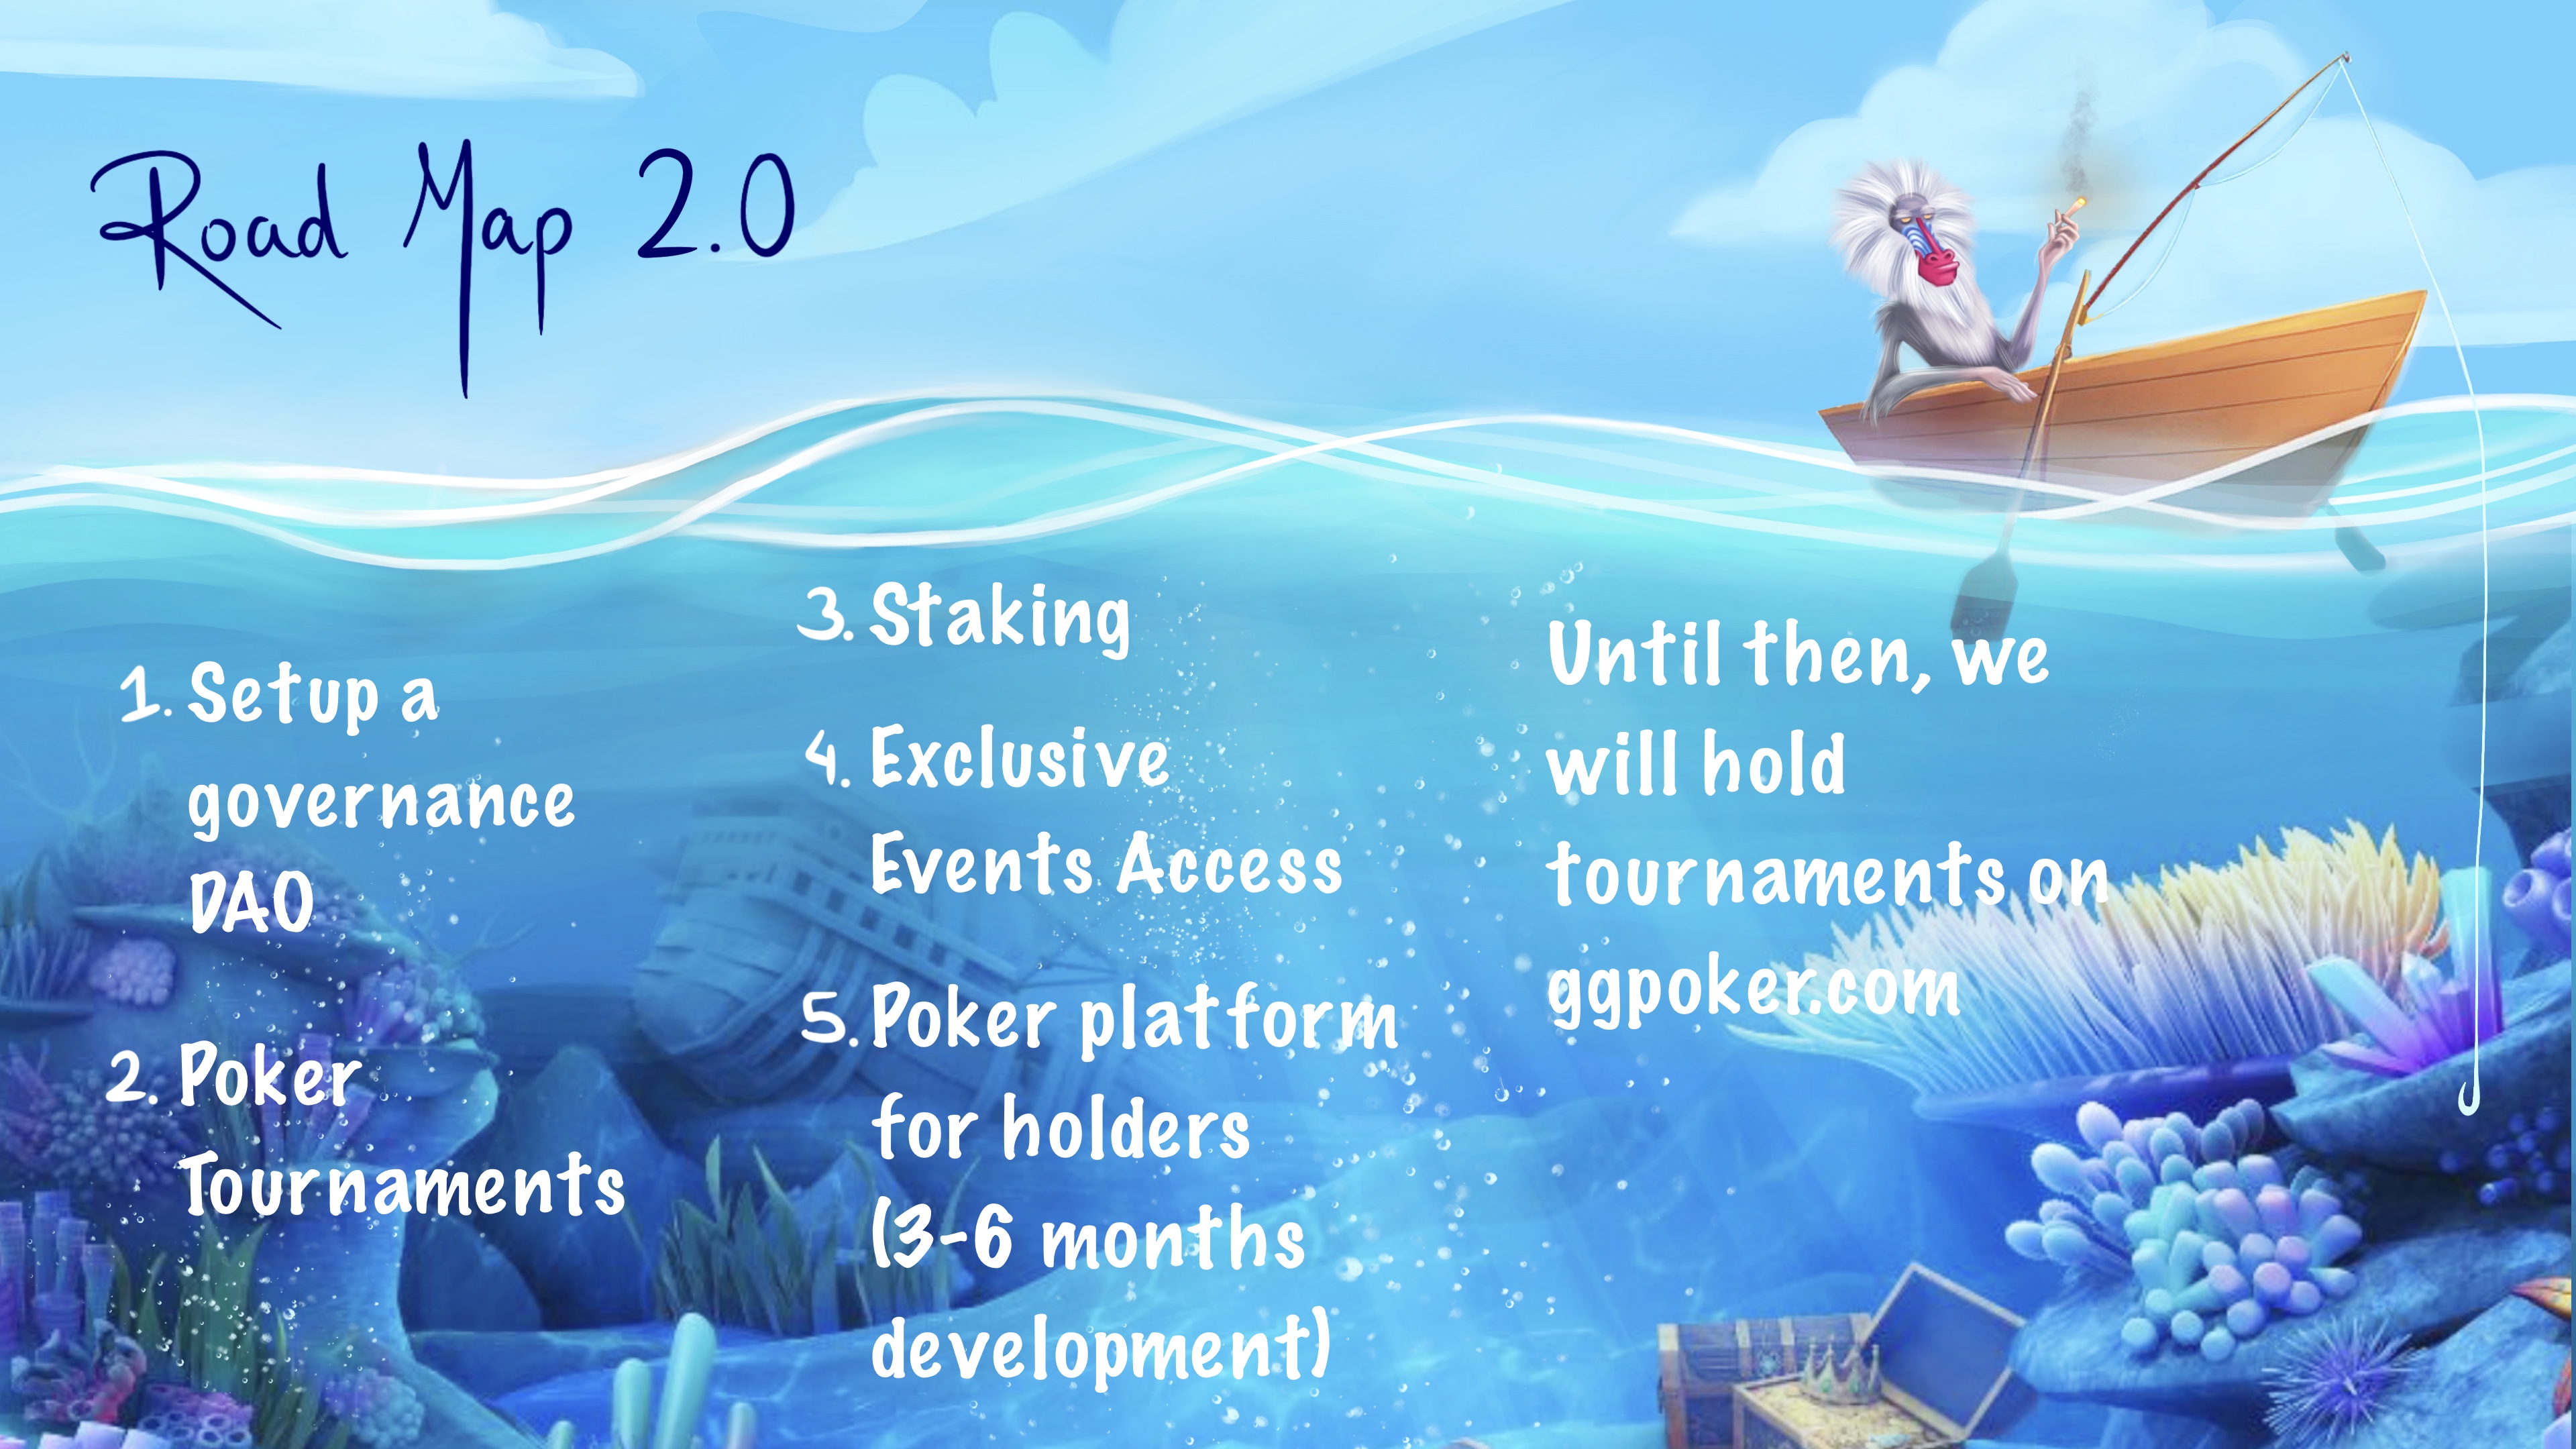 Road Map 2.0
1. Setup a
governance
DAO
2. Poker
Tournaments
3. Staking
4. Exclusive
Events Access
5. Poker platform
for holders
(3-6 months
development)
Until then, we
will hold
tournaments on
ggpoker.com